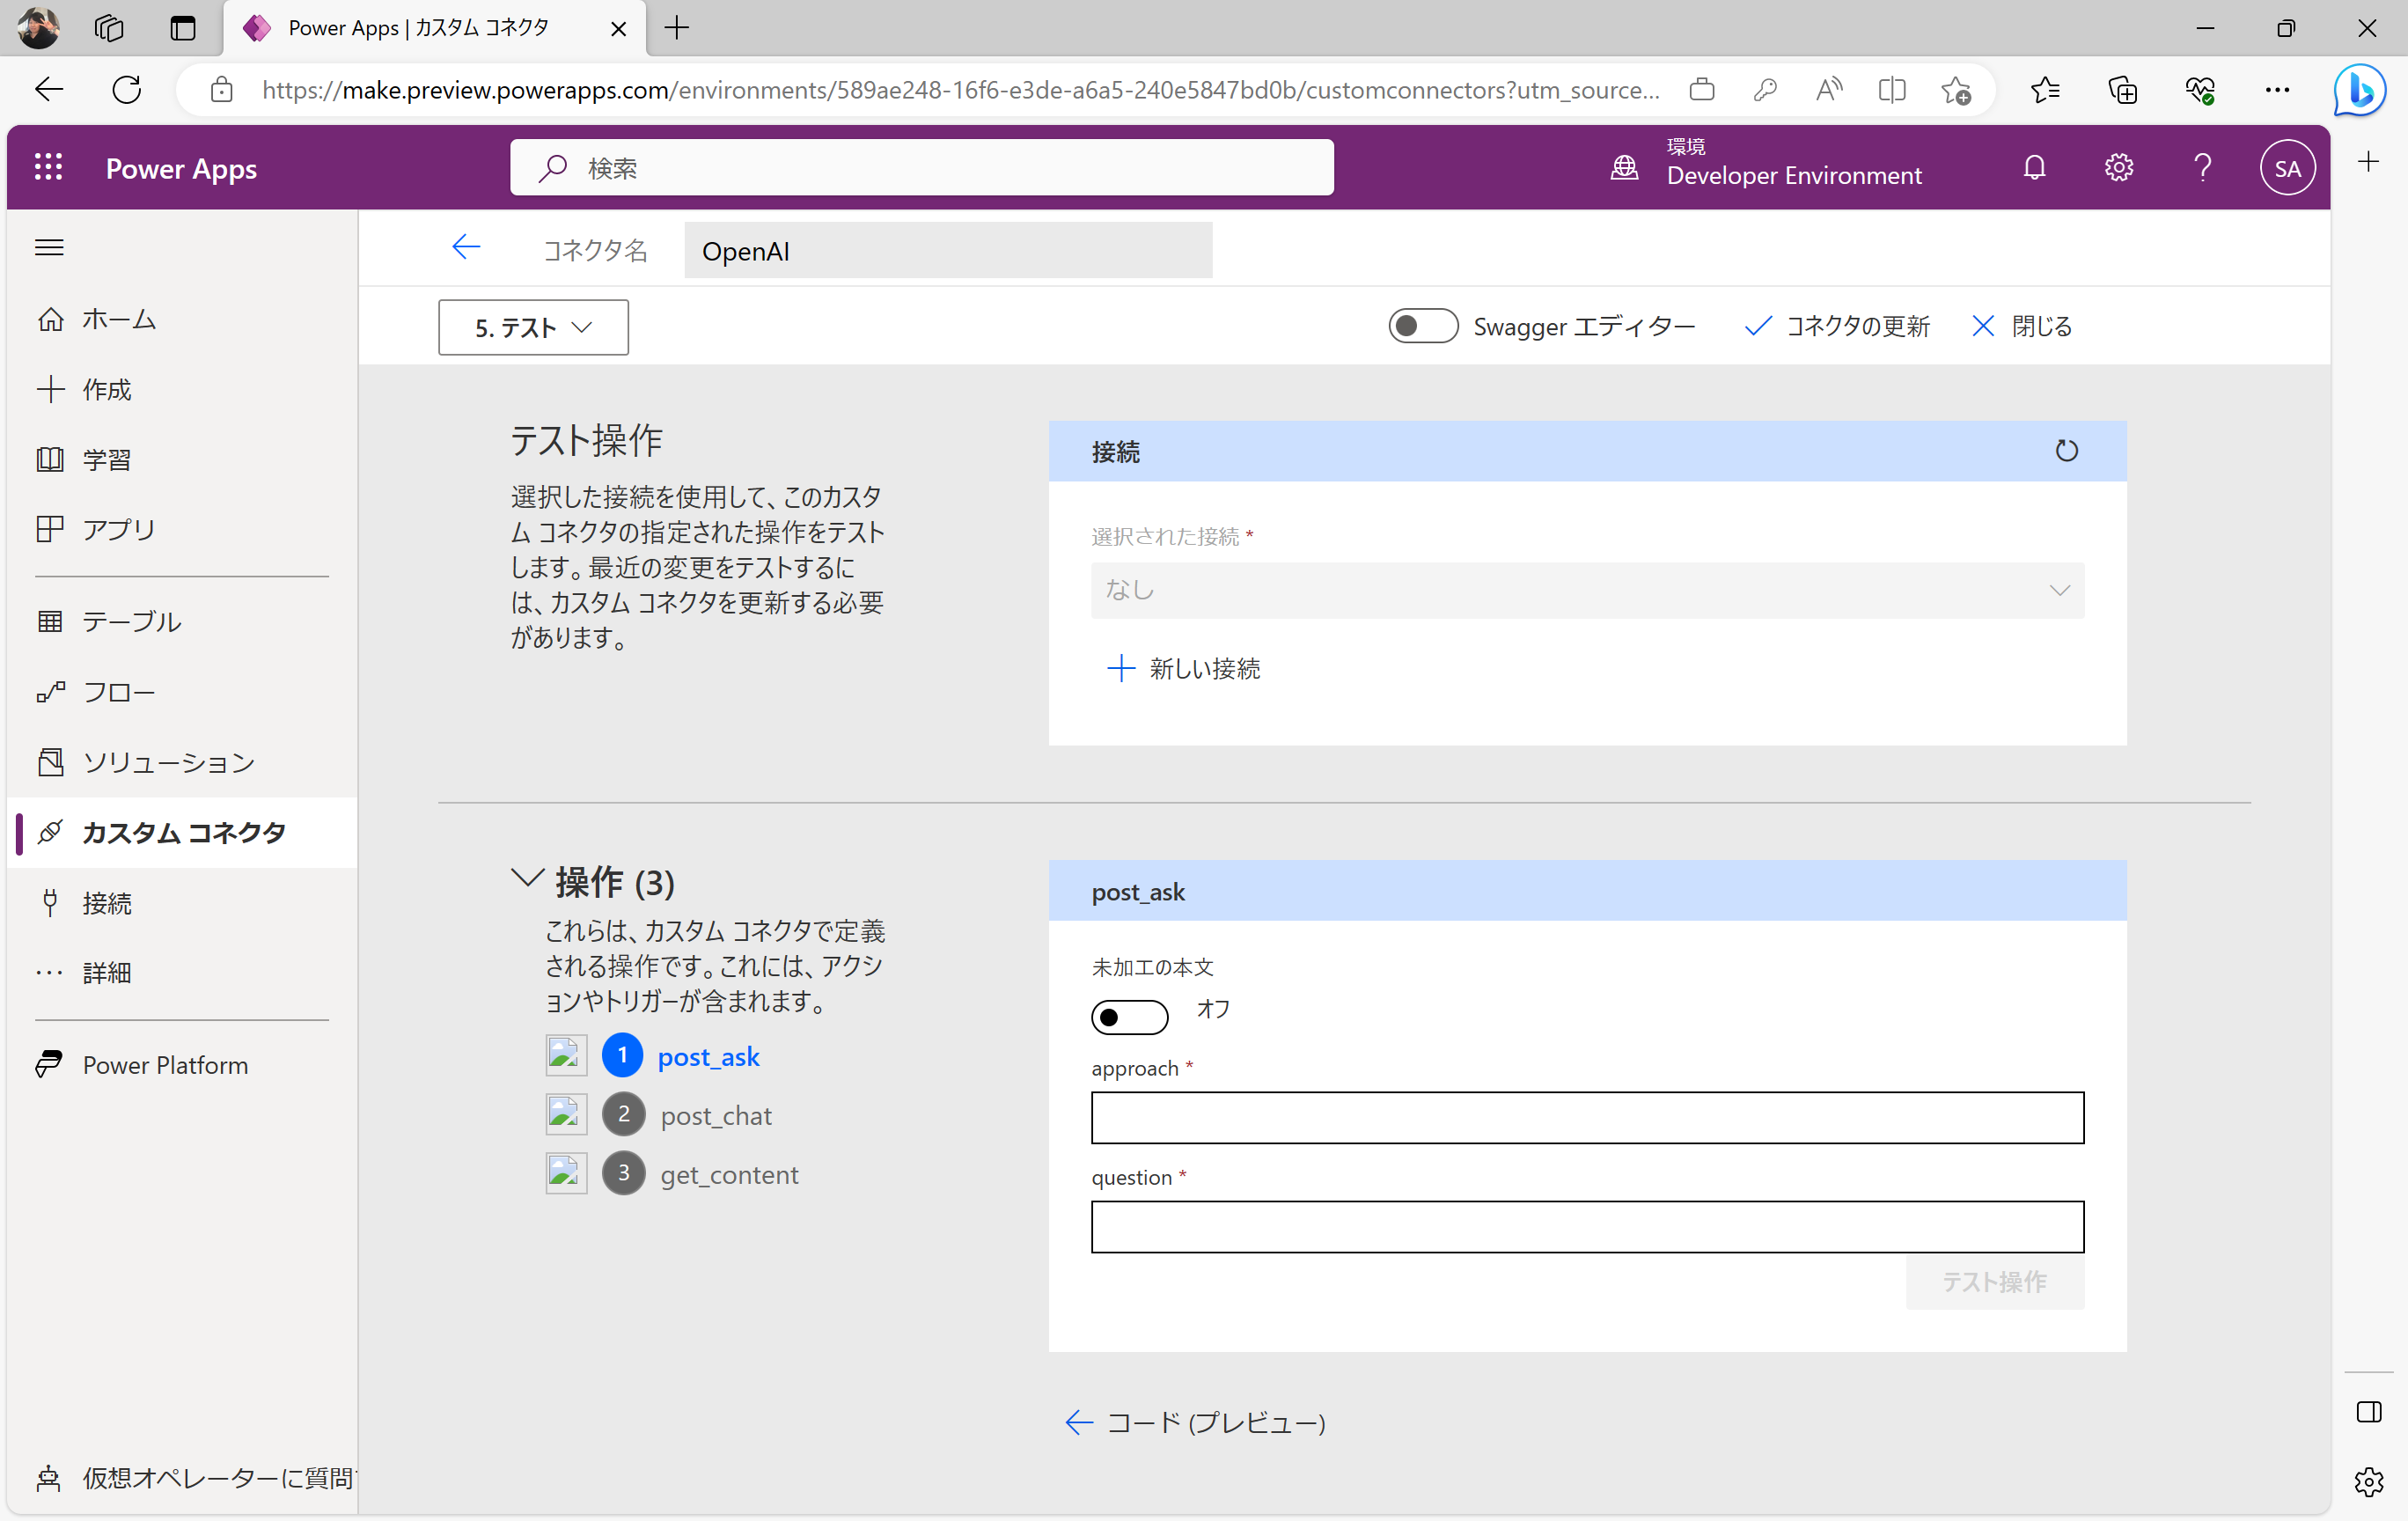 Power Apps | カスタム コネクタ
https://make.preview.powerapps.com/environments/589ae248-16f6-e3de-a6a5-240e5847bd0b/customconnectors?utm_source...
Power Apps
検索
環境
Developer Environment
SA
コネクタ名
OpenAI
5. テスト
Swagger エディター
コネクタの更新
閉じる
ホーム
作成
学習
アプリ
テーブル
フロー
ソリューション
カスタム コネクタ
接続
詳細
Power Platform
仮想オペレーターに質問
テスト操作
選択した接続を使用して、このカスタ
ム コネクタの指定された操作をテスト
します。最近の変更をテストするに
は、カスタム コネクタを更新する必要
があります。
接続
選択された接続 *
なし
新しい接続
操作 (3)
これらは、カスタム コネクタで定義
される操作です。これには、アクシ
ョンやトリガーが含まれます。
1 post_ask
2 post_chat
3 get_content
post_ask
未加工の本文
オフ
approach *
question *
テスト操作
コード (プレビュー)